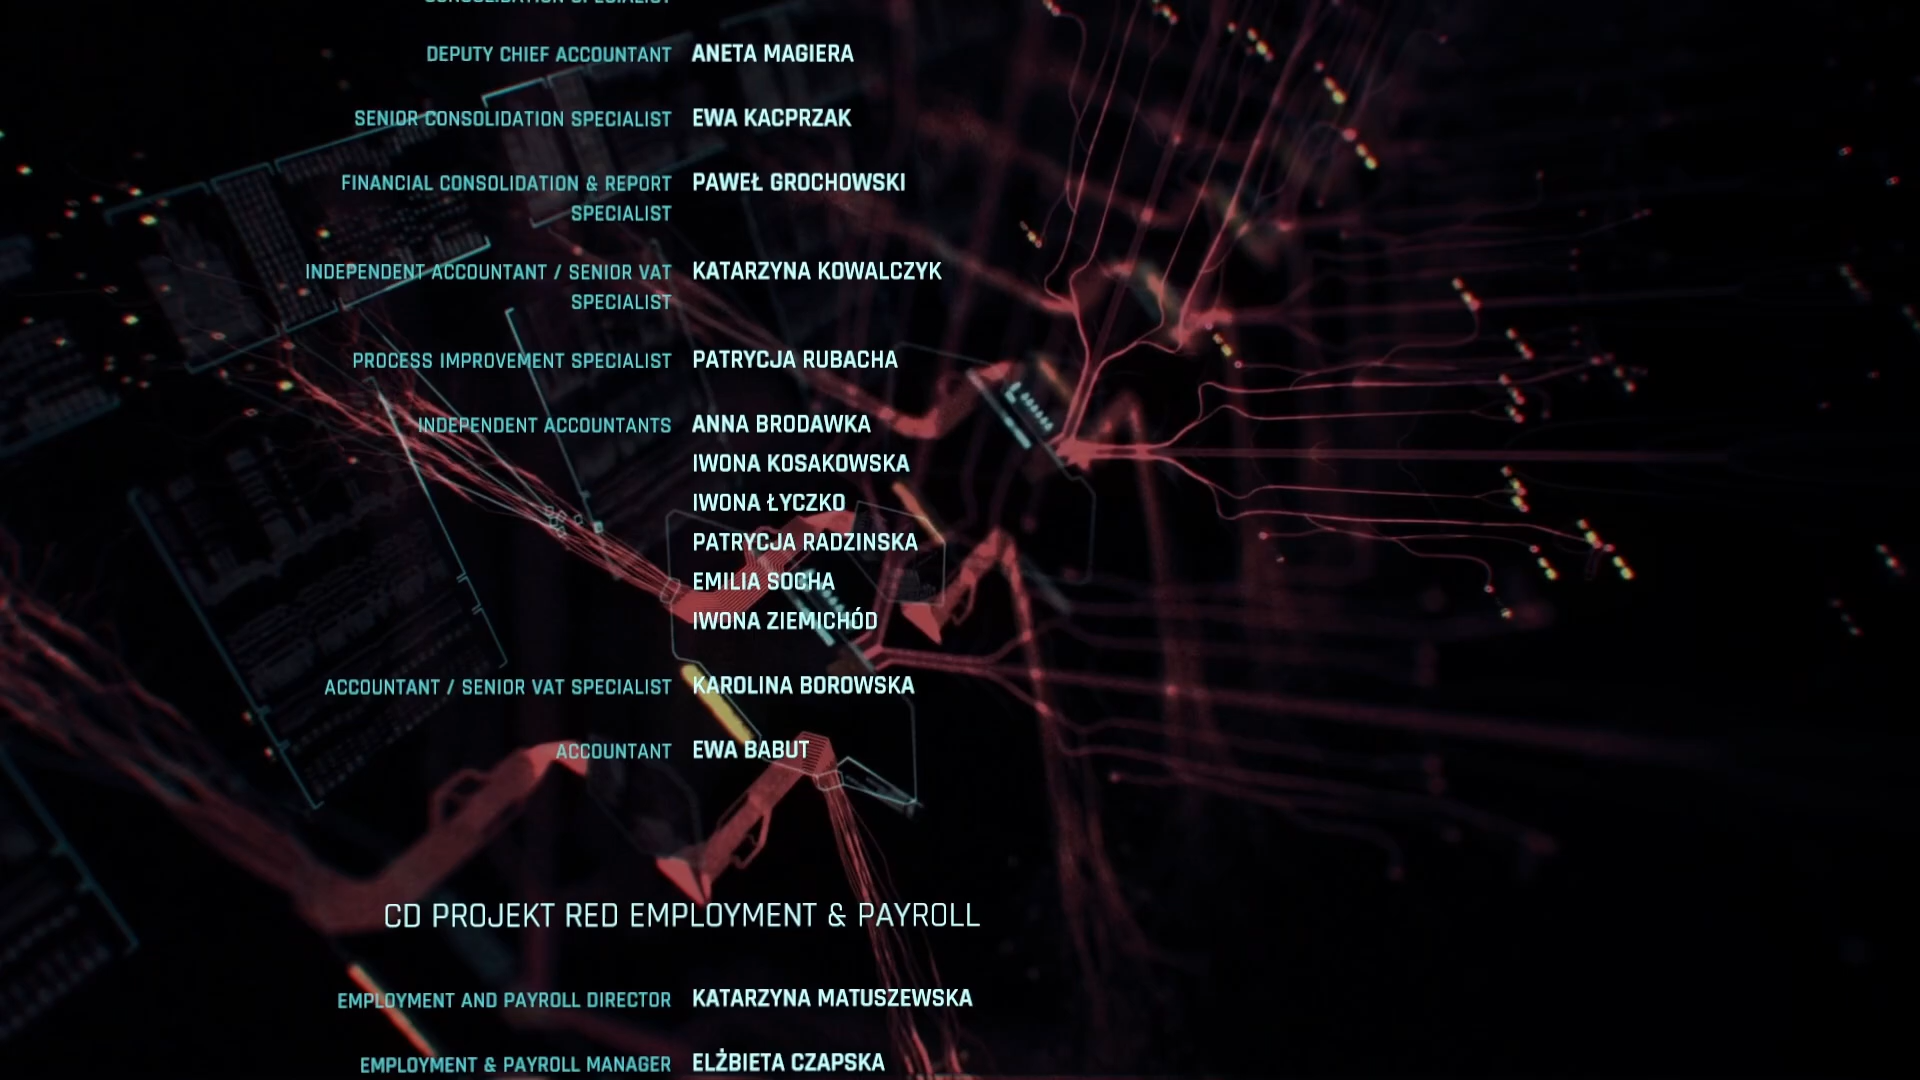 CONSOLIDATION SPECIALIST
DEPUTY CHIEF ACCOUNTANT ANETA MAGIERA
SENIOR CONSOLIDATION SPECIALIST EWA KACPRZAK
FINANCIAL CONSOLIDATION & REPORT PAWEŁ GROCHOWSKI
SPECIALIST
INDEPENDENT ACCOUNTANT / SENIOR VAT KATARZYNA KOWALCZYK
SPECIALIST
PROCESS IMPROVEMENT SPECIALIST PATRYCJA RUBACHA
INDEPENDENT ACCOUNTANTS ANNA BRODAWKA
IWONA KOSAKOWSKA
IWONA ŁYCZKO
PATRYCJA RADZINSKA
EMILIA SOCHA
IWONA ZIEMICHÓD
ACCOUNTANT / SENIOR VAT SPECIALIST KAROLINA BOROWSKA
ACCOUNTANT EWA BABUT
CD PROJEKT RED EMPLOYMENT & PAYROLL
EMPLOYMENT AND PAYROLL DIRECTOR KATARZYNA MATUSZEWSKA
EMPLOYMENT & PAYROLL MANAGER ELŻBIETA CZAPSKA